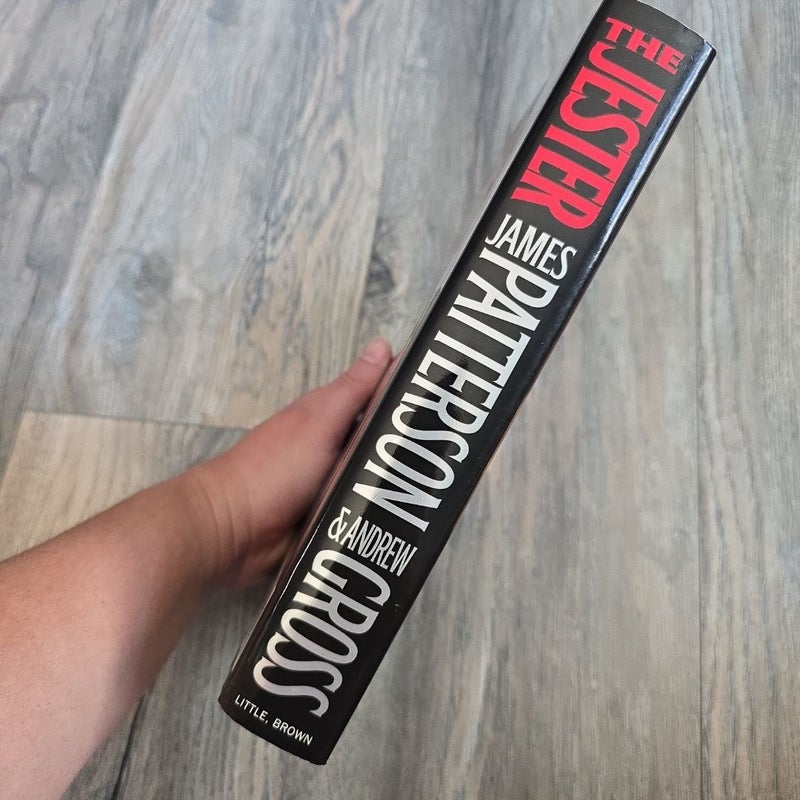 THE
JESTER
JAMES
PATTERSON
& ANDREW
GROSS
LITTLE, BROWN